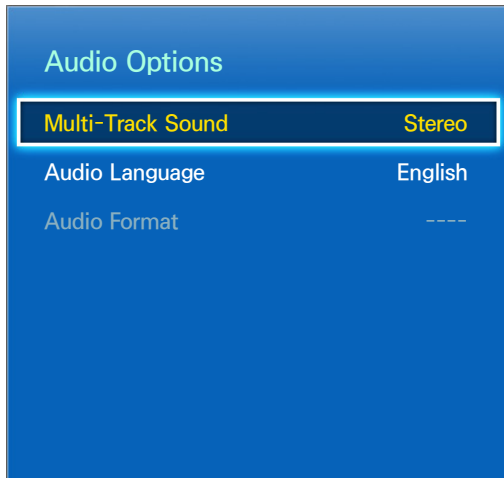 Audio Options
Multi-Track Sound Stereo
Audio Language English
Audio Format ----